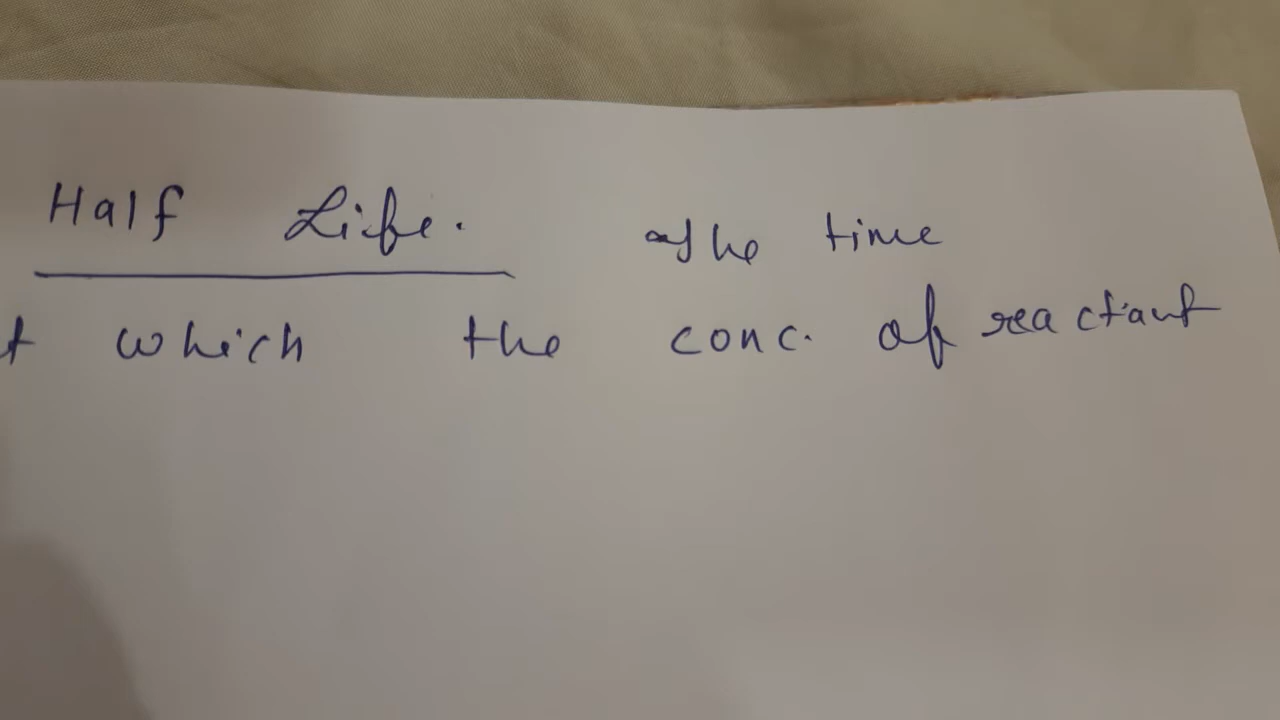 Half Life. The time
t which the conc. of reactant